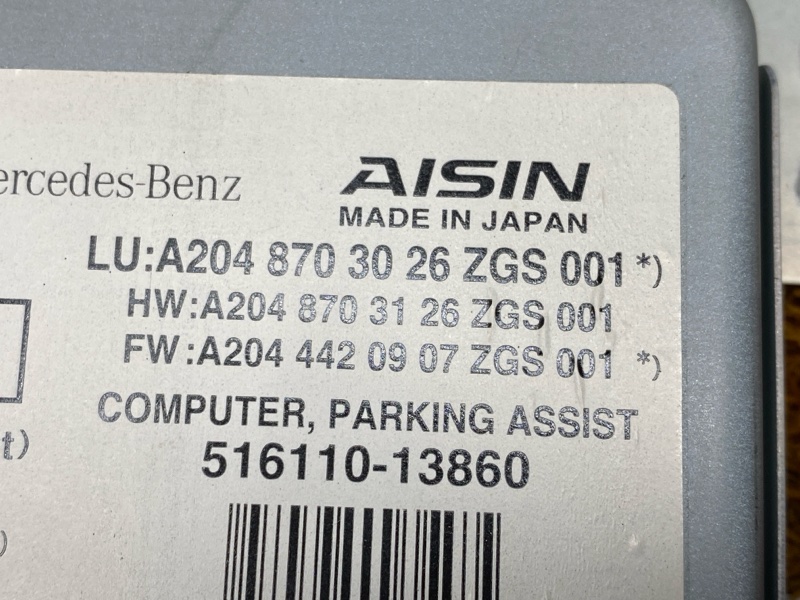 ercedes-Benz
AISIN
MADE IN JAPAN
LU:A204 870 30 26 ZGS 001 *)
HW:A204 870 31 26 ZGS 001
FW:A204 442 09 07 ZGS 001 *)
COMPUTER, PARKING ASSIST
t)
516110-13860
)